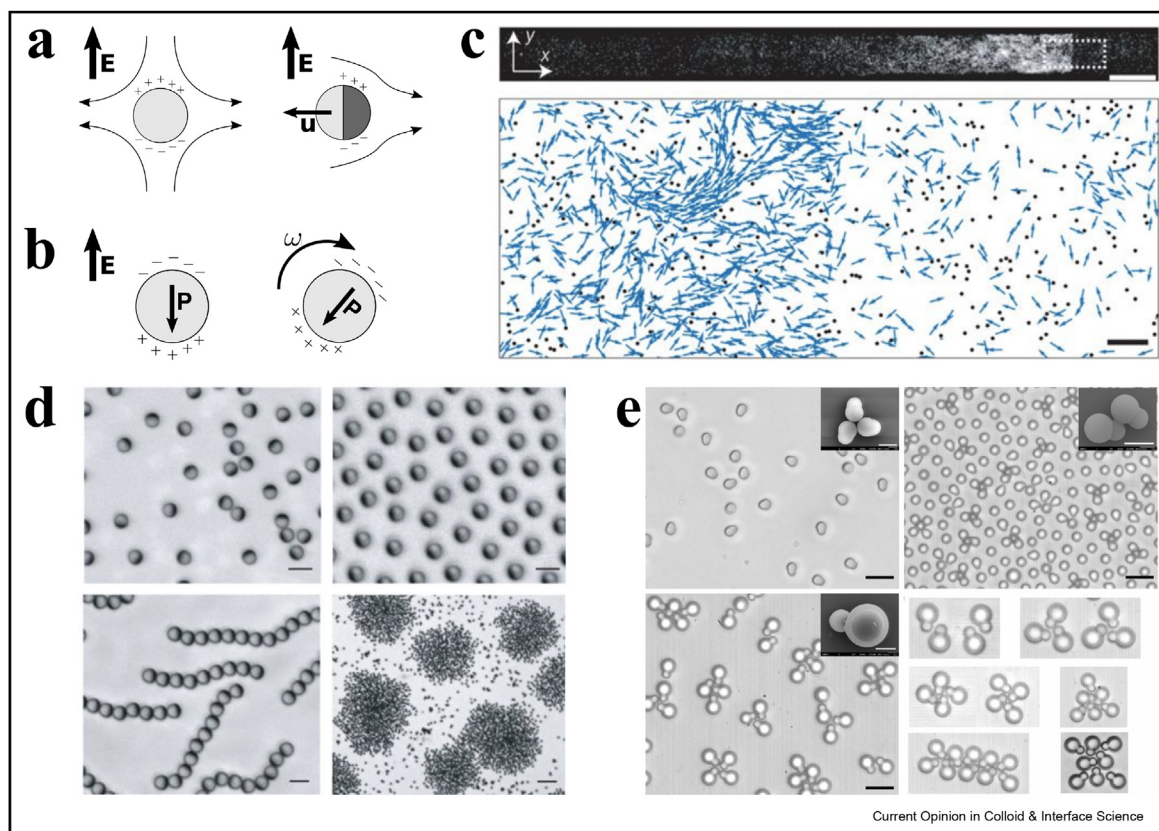 a
E
E
u
+ + + + +
− − − − −
+ + +
− − −
b
E
P
− − − − −
+ + + + +
ω
P
c
y
x
d
e
Current Opinion in Colloid & Interface Science